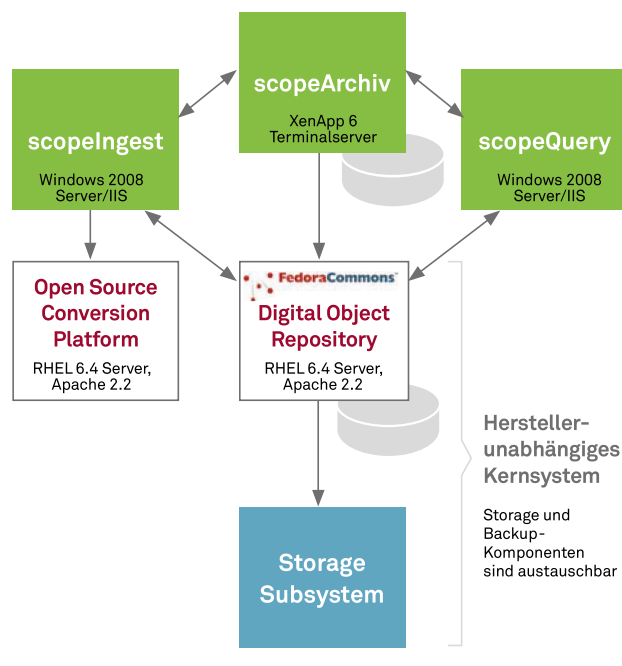 scopeArchiv
XenApp 6
Terminalserver
scopeIngest
Windows 2008
Server/IIS
scopeQuery
Windows 2008
Server/IIS
Open Source
Conversion
Platform
RHEL 6.4 Server,
Apache 2.2
FedoraCommons™
Digital Object
Repository
RHEL 6.4 Server,
Apache 2.2
Hersteller-
unabhängiges
Kernsystem
Storage und
Backup-
Komponenten
sind austauschbar
Storage
Subsystem